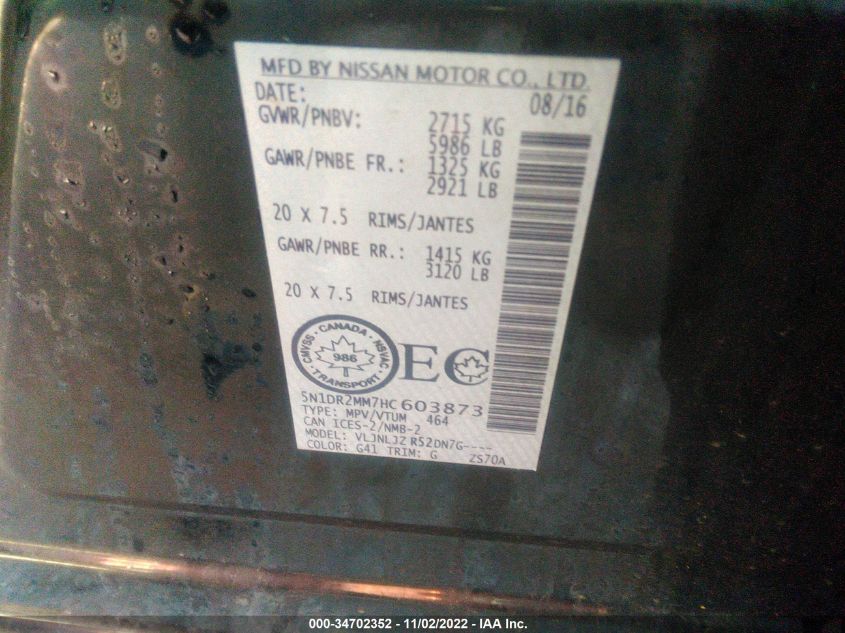 MFD BY NISSAN MOTOR CO., LTD.
DATE: 08/16
GVWR/PNBV: 2715 KG
5986 LB
GAWR/PNBE FR.: 1325 KG
2921 LB
20 X 7.5 RIMS/JANTES
GAWR/PNBE RR.: 1415 KG
3120 LB
20 X 7.5 RIMS/JANTES
CANADA
CMVSS 986 NSVAC
TRANSPORT
EC
5N1DR2MM7HC603873
TYPE: MPV/VTUM 464
CAN ICES-2/NMB-2
MODEL: VLJNLJZ RS2DN7G----
COLOR: G41 TRIM: G ZS70A
000-34702352 - 11/02/2022 - IAA Inc.